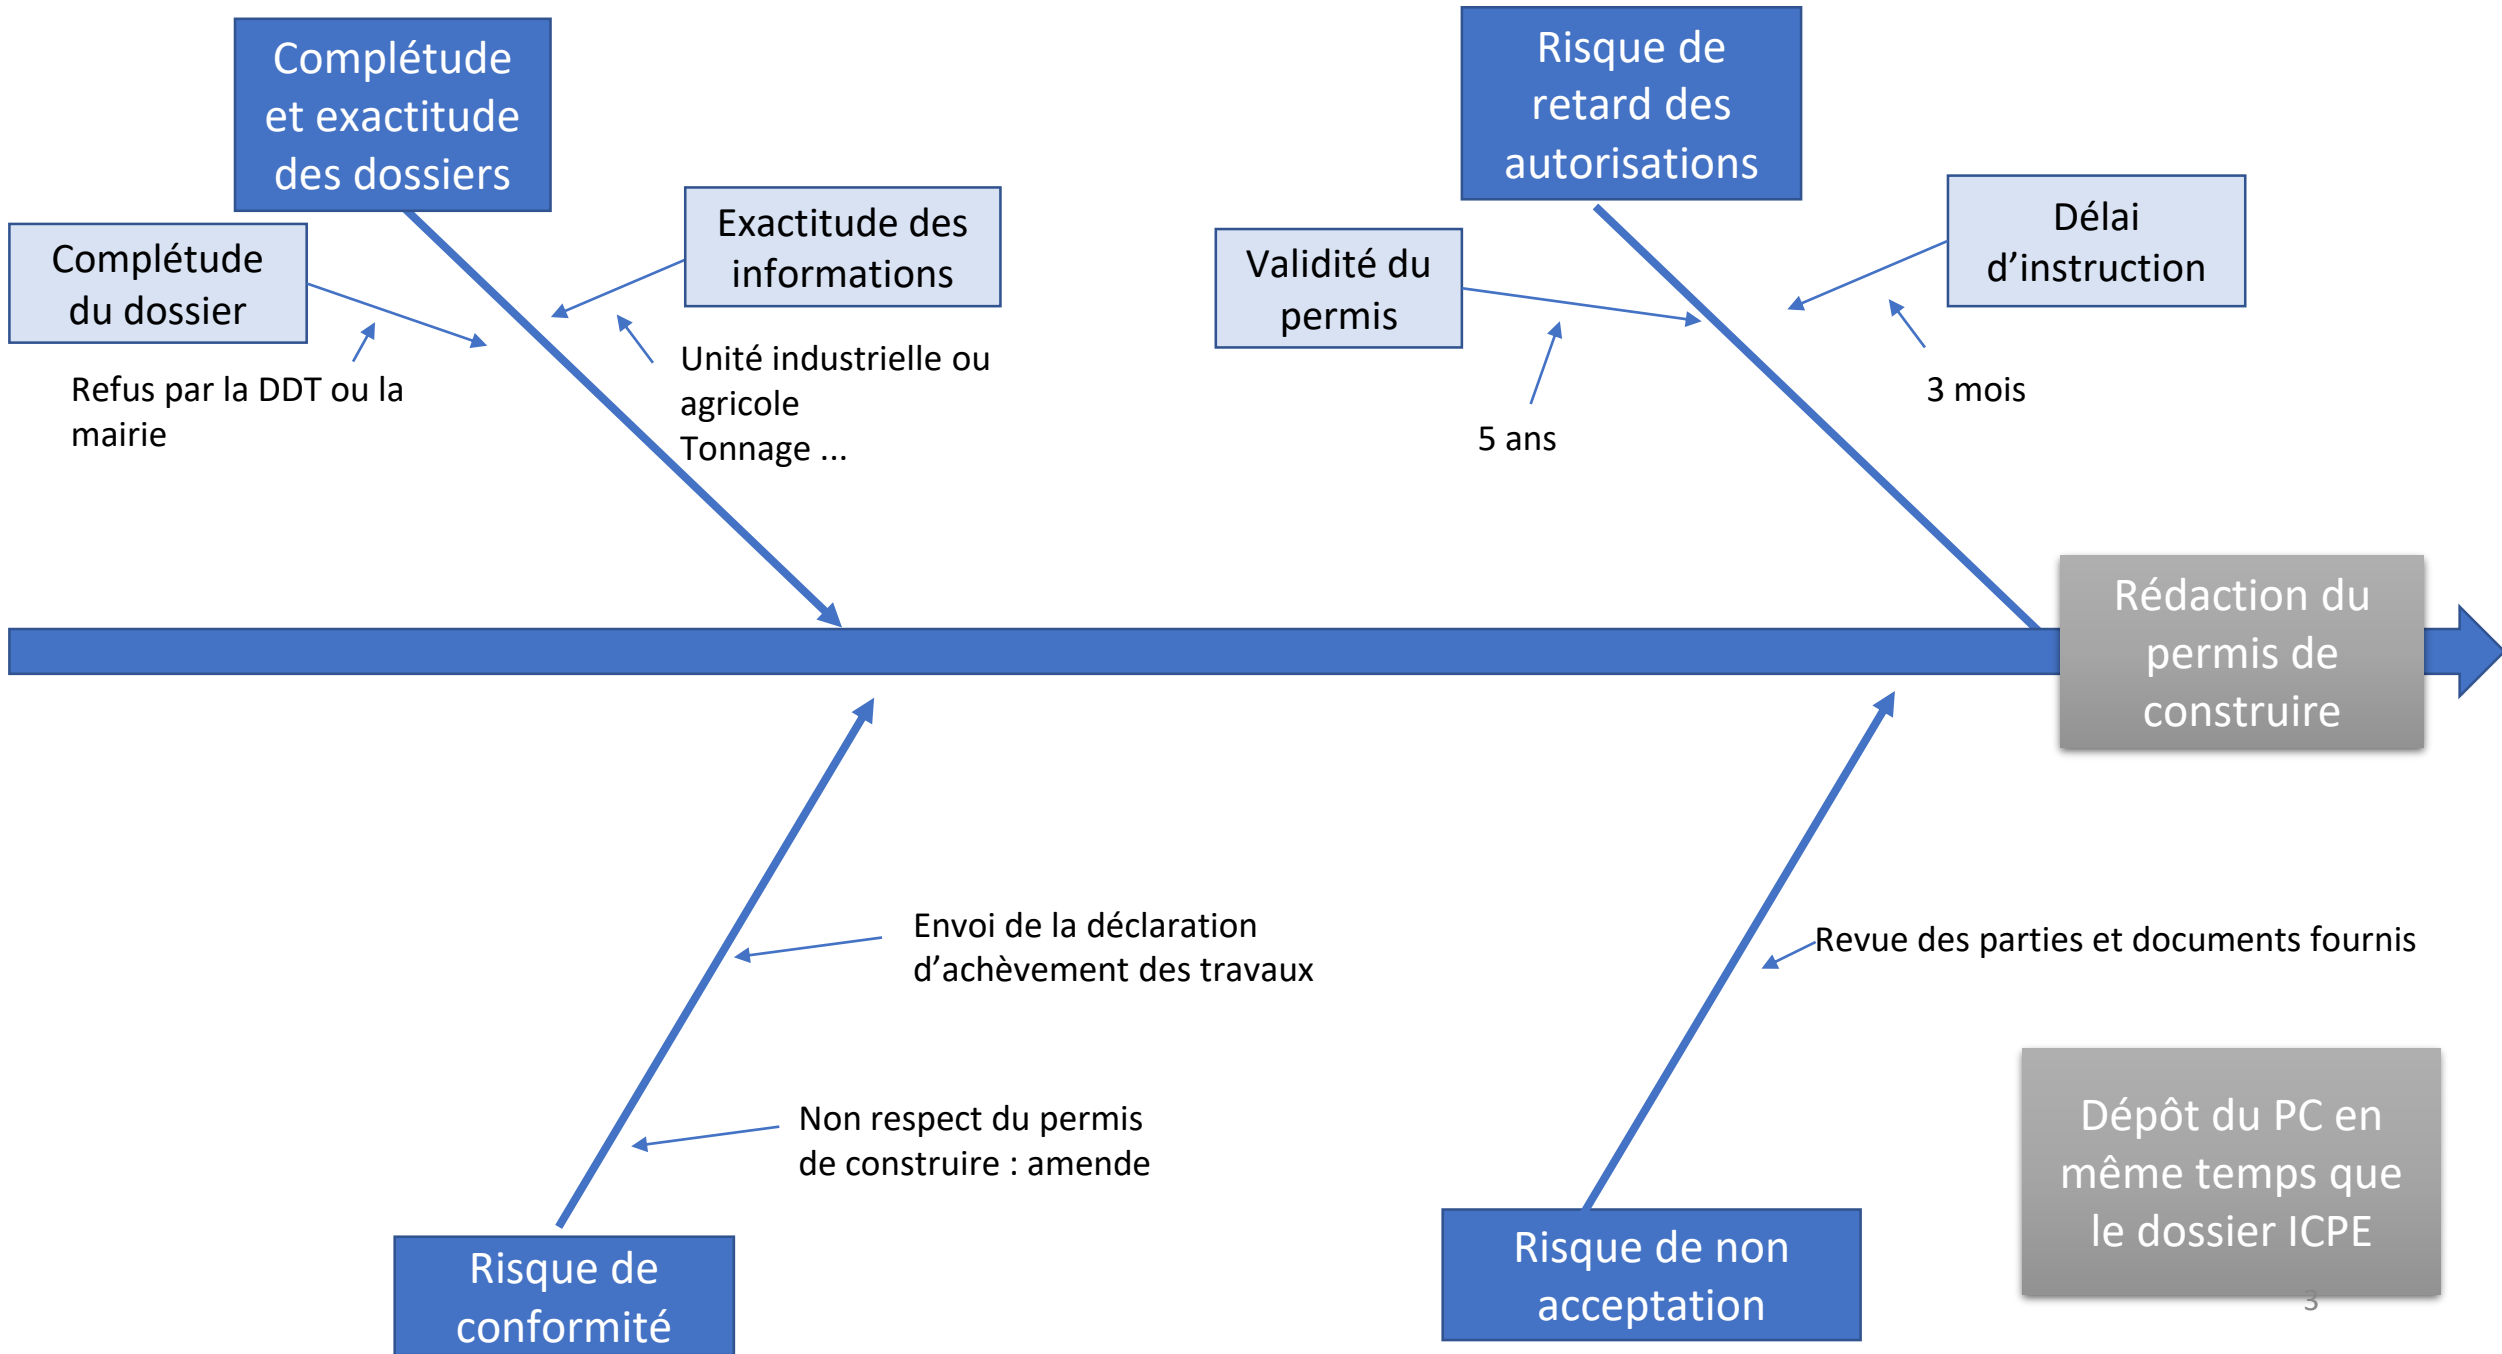 Complétude
et exactitude
des dossiers
Risque de
retard des
autorisations
Complétude
du dossier
Exactitude des
informations
Validité du
permis
Délai
d’instruction
Refus par la DDT ou la
mairie
Unité industrielle ou
agricole
Tonnage ...
5 ans
3 mois
Rédaction du
permis de
construire
Envoi de la déclaration
d’achèvement des travaux
Revue des parties et documents fournis
Non respect du permis
de construire : amende
Dépôt du PC en
même temps que
le dossier ICPE
Risque de
conformité
Risque de non
acceptation
3